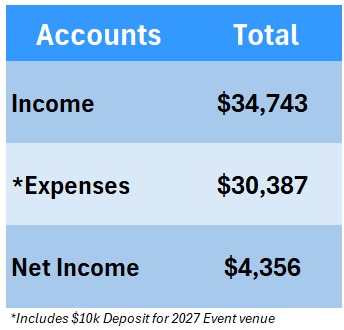 Accounts Total
Income $34,743
*Expenses $30,387
Net Income $4,356
*Includes $10k Deposit for 2027 Event venue